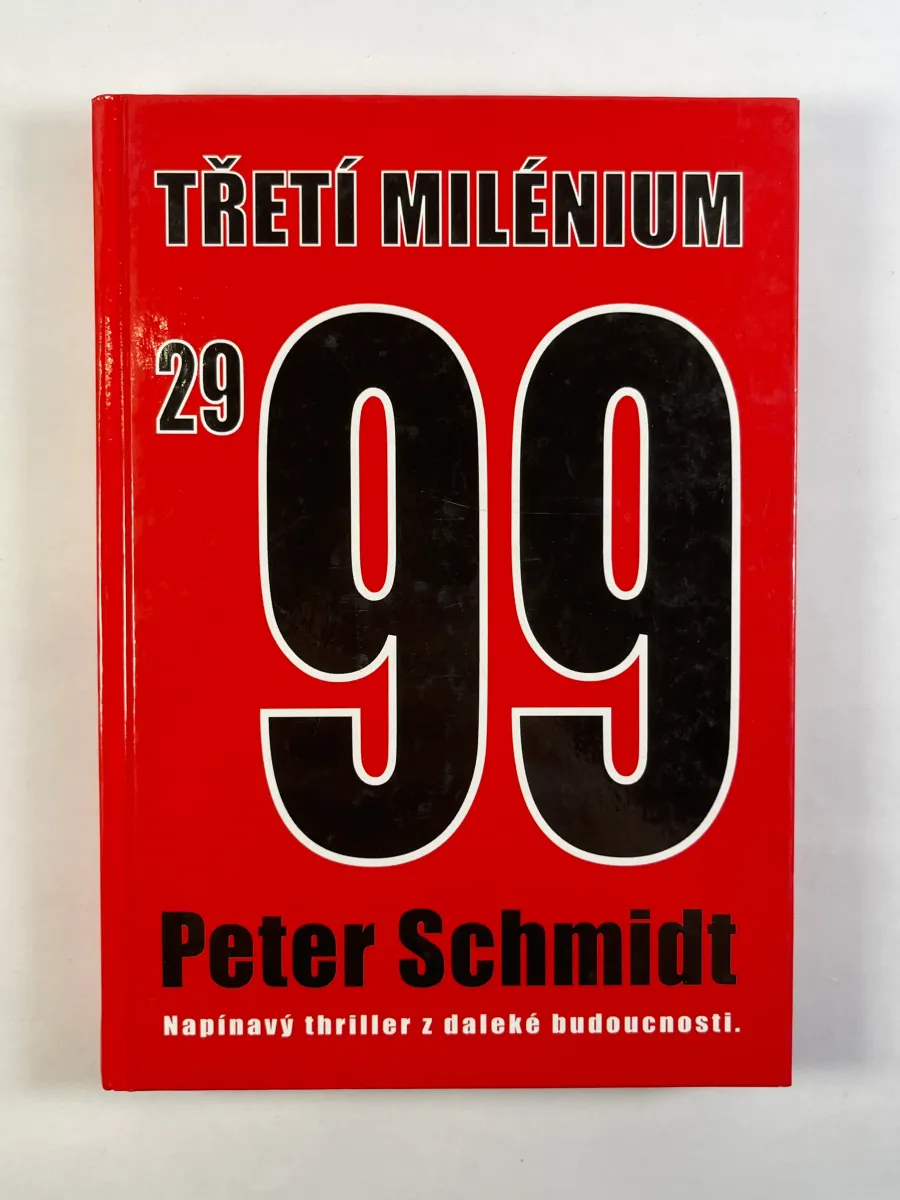 TŘETÍ MILÉNIUM
29 99
Peter Schmidt
Napínavý thriller z daleké budoucnosti.